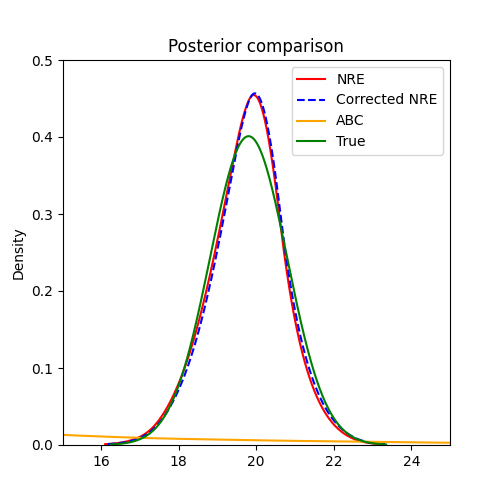 Posterior comparison
NRE
Corrected NRE
ABC
True
Density
0.5
0.4
0.3
0.2
0.1
0.0
16 18 20 22 24